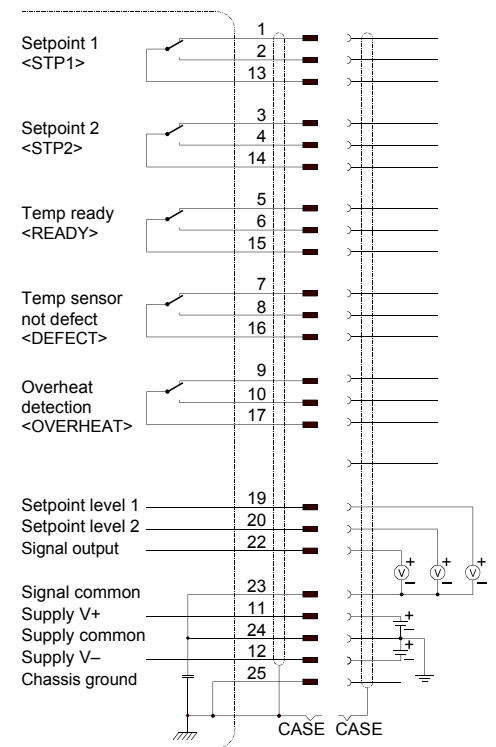 Setpoint 1
<STP1>
1
2
13
Setpoint 2
<STP2>
3
4
14
Temp ready
<READY>
5
6
15
Temp sensor
not defect
<DEFECT>
7
8
16
Overheat
detection
<OVERHEAT>
9
10
17
Setpoint level 1 19
Setpoint level 2 20
Signal output 22
V V V
+ + +
– – –
Signal common 23
Supply V+ 11
Supply common 24
Supply V– 12
Chassis ground 25
+
–
+
–
CASE CASE